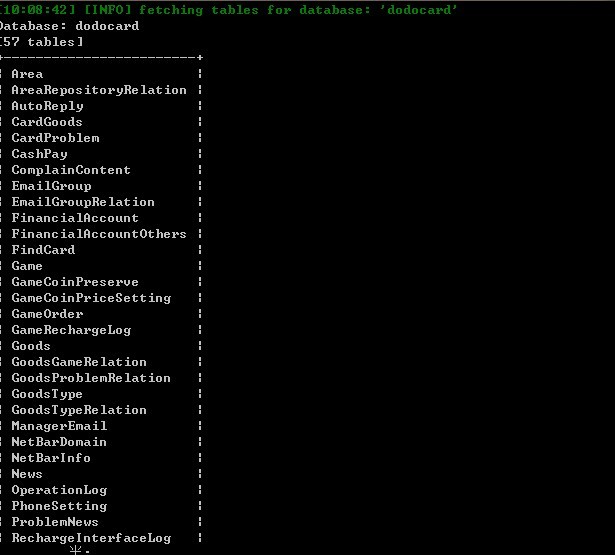 [10:08:42] [INFO] fetching tables for database: 'dodocard'
Database: dodocard
[57 tables]
+------------------------+
| Area |
| AreaRepositoryRelation |
| AutoReply |
| CardGoods |
| CardProblem |
| CashPay |
| ComplainContent |
| EmailGroup |
| EmailGroupRelation |
| FinancialAccount |
| FinancialAccountOthers |
| FindCard |
| Game |
| GameCoinPreserve |
| GameCoinPriceSetting |
| GameOrder |
| GameRechargeLog |
| Goods |
| GoodsGameRelation |
| GoodsProblemRelation |
| GoodsType |
| GoodsTypeRelation |
| ManagerEmail |
| NetBarDomain |
| NetBarInfo |
| News |
| OperationLog |
| PhoneSetting |
| ProblemNews |
| RechargeInterfaceLog |